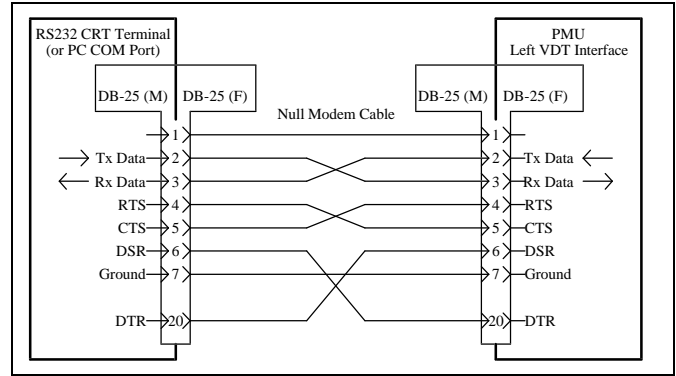 RS232 CRT Terminal
(or PC COM Port)
PMU
Left VDT Interface
DB-25 (M) DB-25 (F)
DB-25 (M) DB-25 (F)
Null Modem Cable
1 1
Tx Data 2 2 Tx Data
Rx Data 3 3 Rx Data
RTS 4 4 RTS
CTS 5 5 CTS
DSR 6 6 DSR
Ground 7 7 Ground
DTR 20 20 DTR